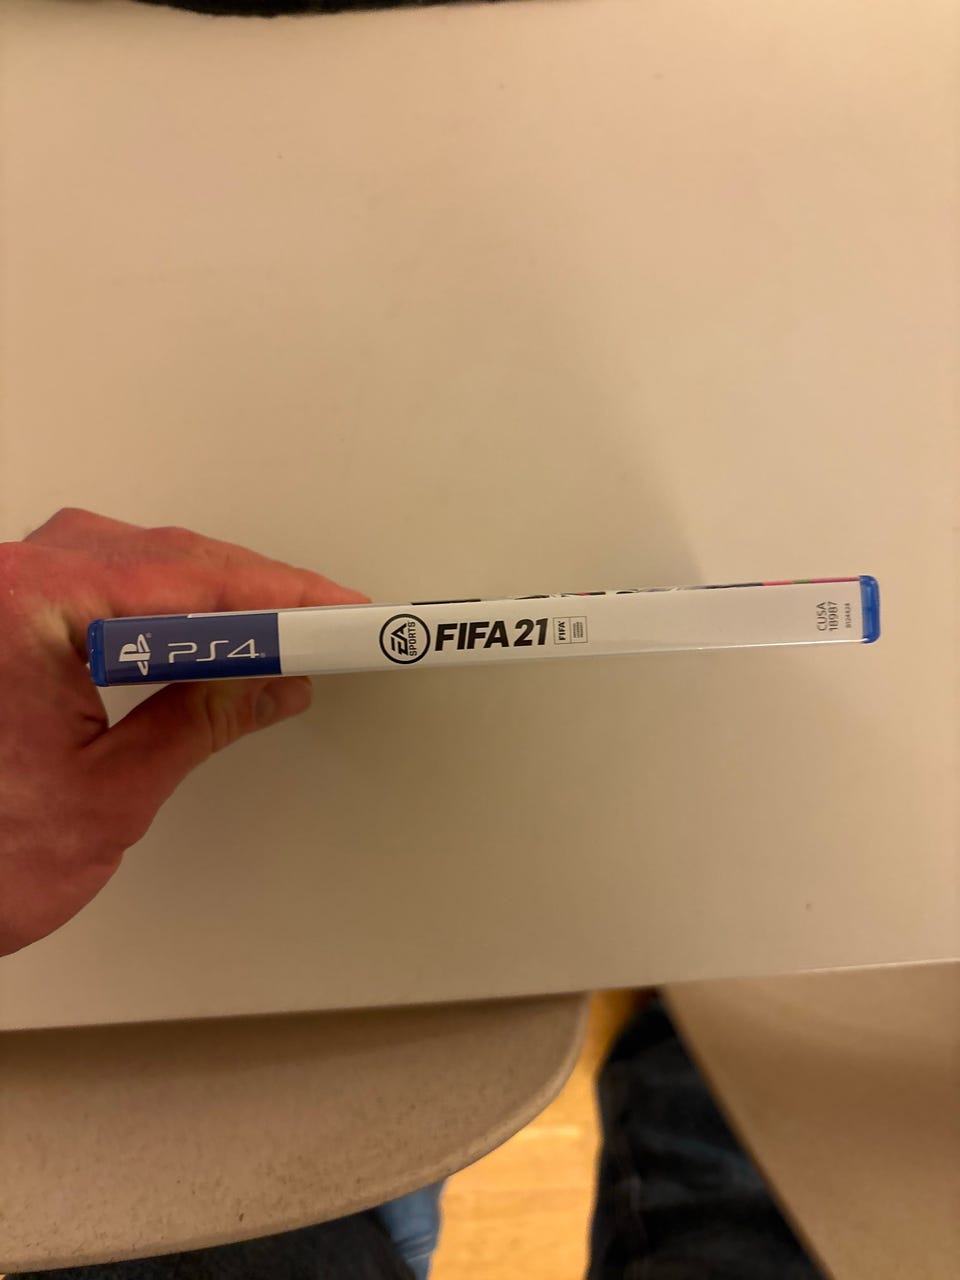 PS4
EA
SPORTS
FIFA 21
FIFA
CUSA
18987